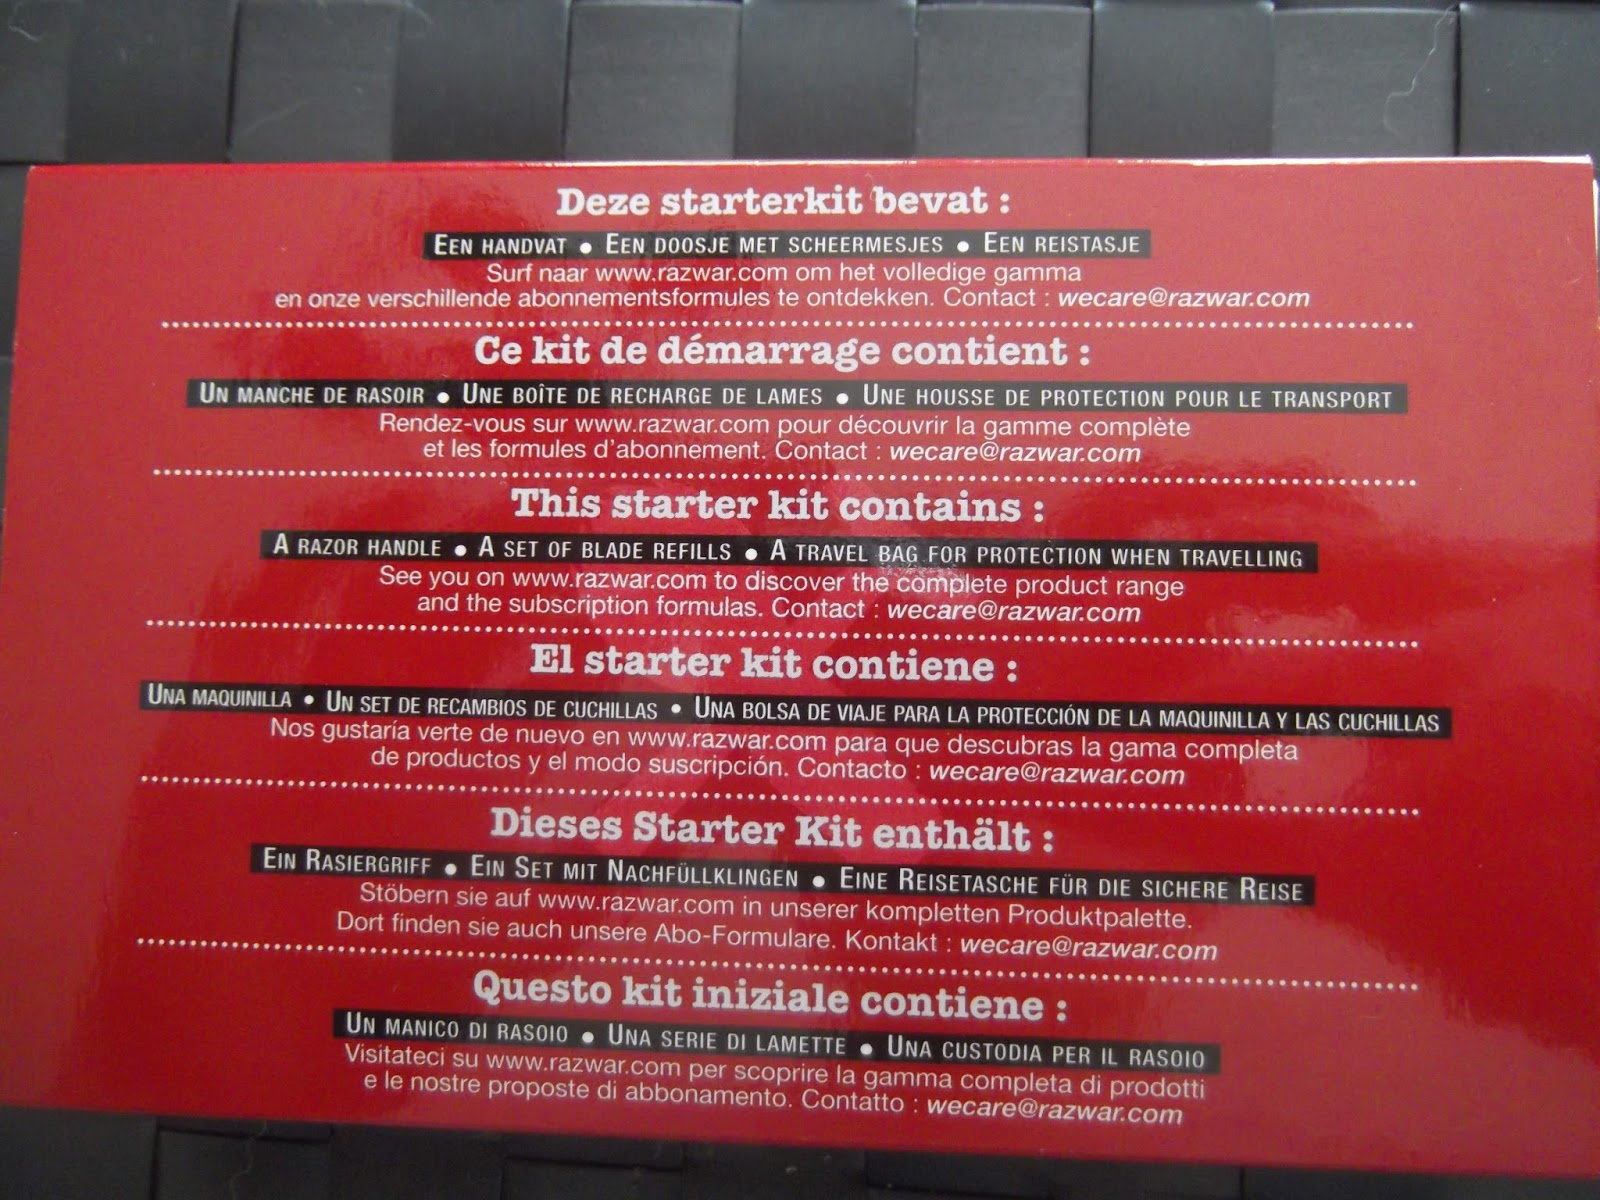 Deze starterkit bevat :
EEN HANDVAT • EEN DOOSJE MET SCHEERMESJES • EEN REISTASJE
Surf naar www.razwar.com om het volledige gamma
en onze verschillende abonnementsformules te ontdekken. Contact : wecare@razwar.com
Ce kit de démarrage contient :
UN MANCHE DE RASOIR • UNE BOÎTE DE RECHARGE DE LAMES • UNE HOUSSE DE PROTECTION POUR LE TRANSPORT
Rendez-vous sur www.razwar.com pour découvrir la gamme complète
et les formules d'abonnement. Contact : wecare@razwar.com
This starter kit contains :
A RAZOR HANDLE • A SET OF BLADE REFILLS • A TRAVEL BAG FOR PROTECTION WHEN TRAVELLING
See you on www.razwar.com to discover the complete product range
and the subscription formulas. Contact : wecare@razwar.com
El starter kit contiene :
UNA MAQUINILLA • UN SET DE RECAMBIOS DE CUCHILLAS • UNA BOLSA DE VIAJE PARA LA PROTECCIÓN DE LA MAQUINILLA Y LAS CUCHILLAS
Nos gustaría verte de nuevo en www.razwar.com para que descubras la gama completa
de productos y el modo suscripción. Contacto : wecare@razwar.com
Dieses Starter Kit enthält :
EIN RASIERGRIFF • EIN SET MIT NACHFÜLLKLINGEN • EINE REISETASCHE FÜR DIE SICHERE REISE
Stöbern sie auf www.razwar.com in unserer kompletten Produktpalette.
Dort finden sie auch unsere Abo-Formulare. Kontakt : wecare@razwar.com
Questo kit iniziale contiene :
UN MANICO DI RASOIO • UNA SERIE DI LAMETTE • UNA CUSTODIA PER IL RASOIO
Visitateci su www.razwar.com per scoprire la gamma completa di prodotti
e le nostre proposte di abbonamento. Contatto : wecare@razwar.com